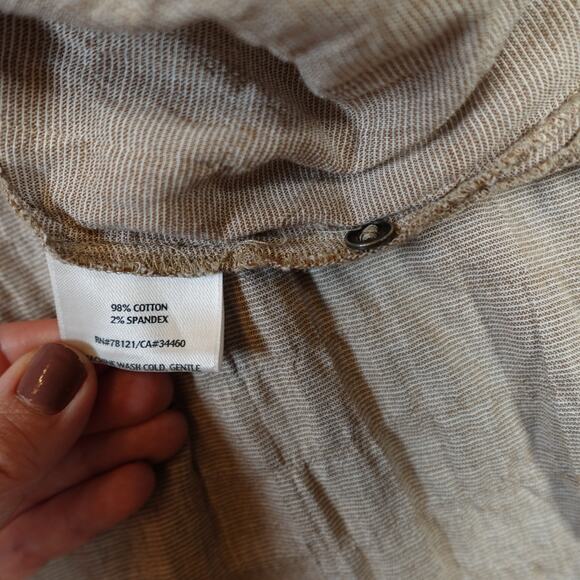 98% COTTON
2% SPANDEX
RN#78121/CA#34460
MACHINE WASH COLD, GENTLE